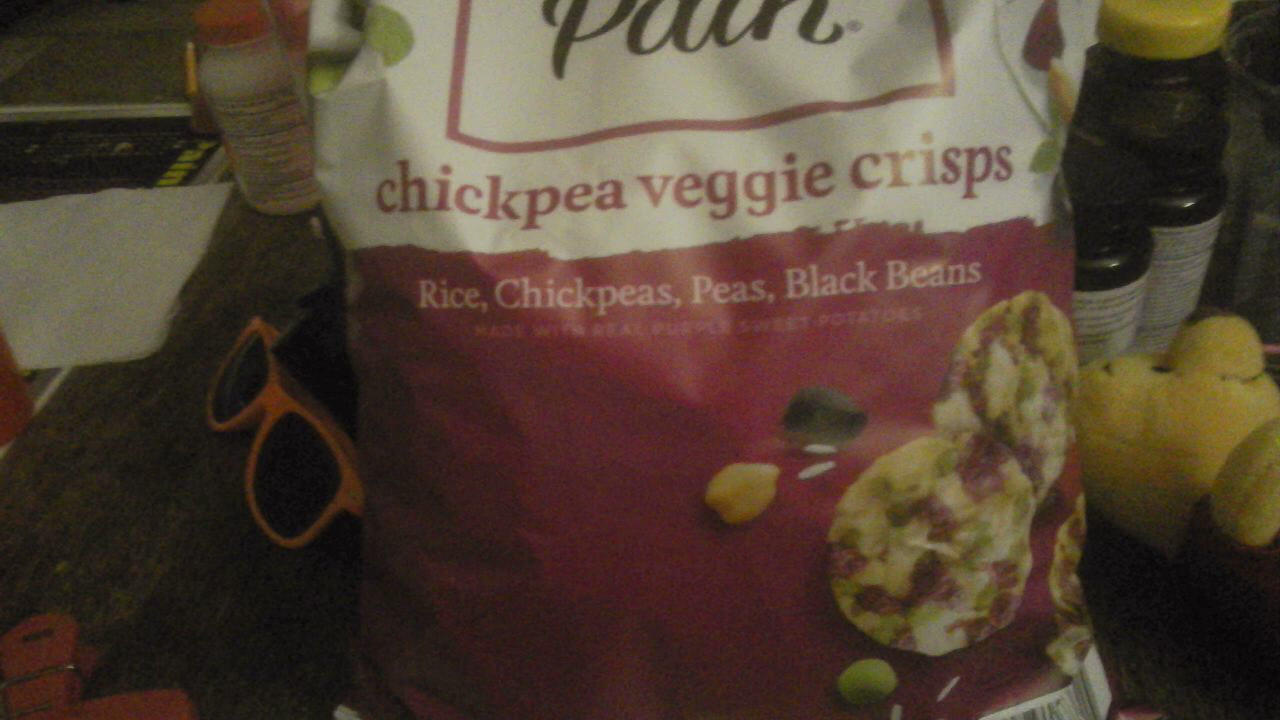 Path®
chickpea veggie crisps
Rice, Chickpeas, Peas, Black Beans
MADE WITH REAL PURPLE SWEET POTATOES